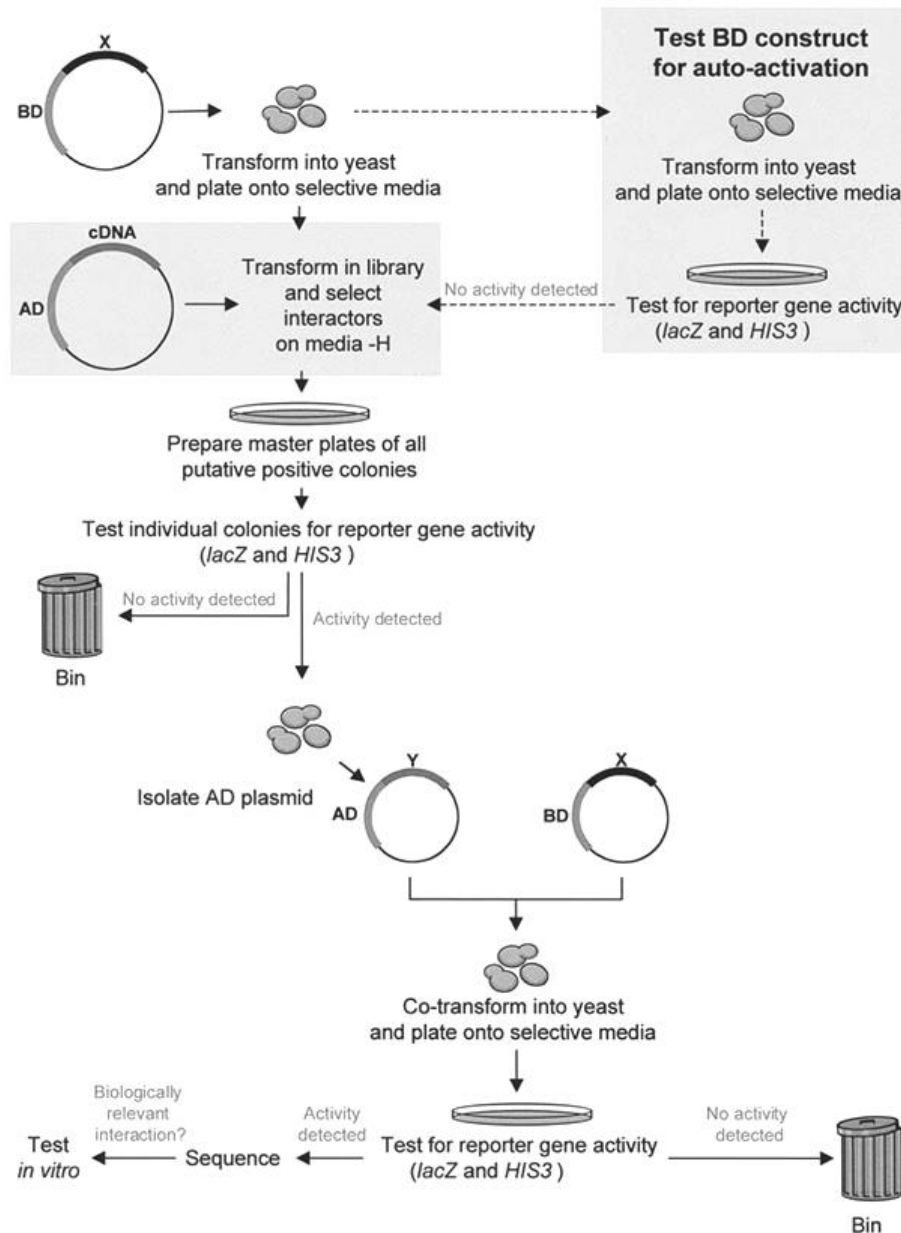 X
BD
Transform into yeast
and plate onto selective media
Test BD construct
for auto-activation
Transform into yeast
and plate onto selective media
Test for reporter gene activity
(lacZ and HIS3 )
No activity detected
cDNA
AD
Transform in library
and select
interactors
on media -H
Prepare master plates of all
putative positive colonies
Test individual colonies for reporter gene activity
(lacZ and HIS3 )
No activity detected
Bin
Activity detected
Isolate AD plasmid
Y
AD
X
BD
Co-transform into yeast
and plate onto selective media
Test for reporter gene activity
(lacZ and HIS3 )
Activity
detected
Sequence
Biologically
relevant
interaction?
Test
in vitro
No activity
detected
Bin